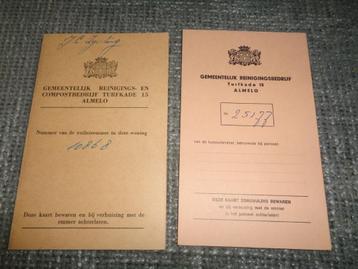 GEMEENTELIJK REINIGINGS- EN
COMPOSTBEDRIJF TURFKADE 15
ALMELO
Nummer van de vuilnisemmer in deze woning
10868
Deze kaart bewaren en bij verhuizing met de
emmer achterlaten.
GEMEENTELIJK REINIGINGSBEDRIJF
Turfkade 15
ALMELO
25177
DEZE KAART ZORGVULDIG BEWAREN
en bij verhuizing met de emmer
in het perceel achterlaten